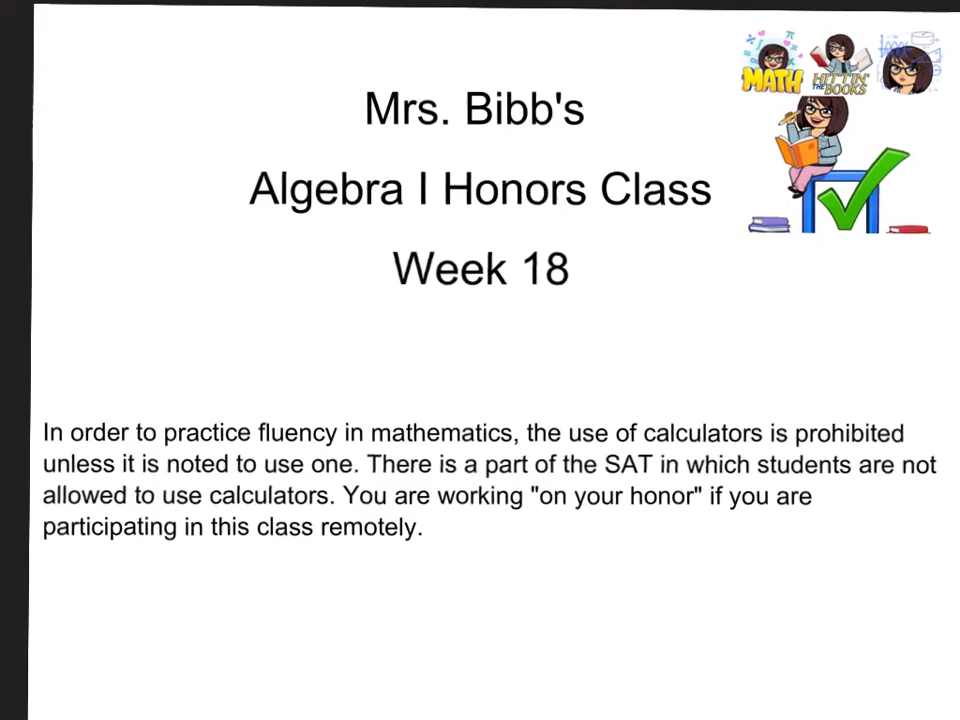 Mrs. Bibb's
Algebra I Honors Class
Week 18
MATH
HITTIN'
THE BOOKS
In order to practice fluency in mathematics, the use of calculators is prohibited
unless it is noted to use one. There is a part of the SAT in which students are not
allowed to use calculators. You are working "on your honor" if you are
participating in this class remotely.